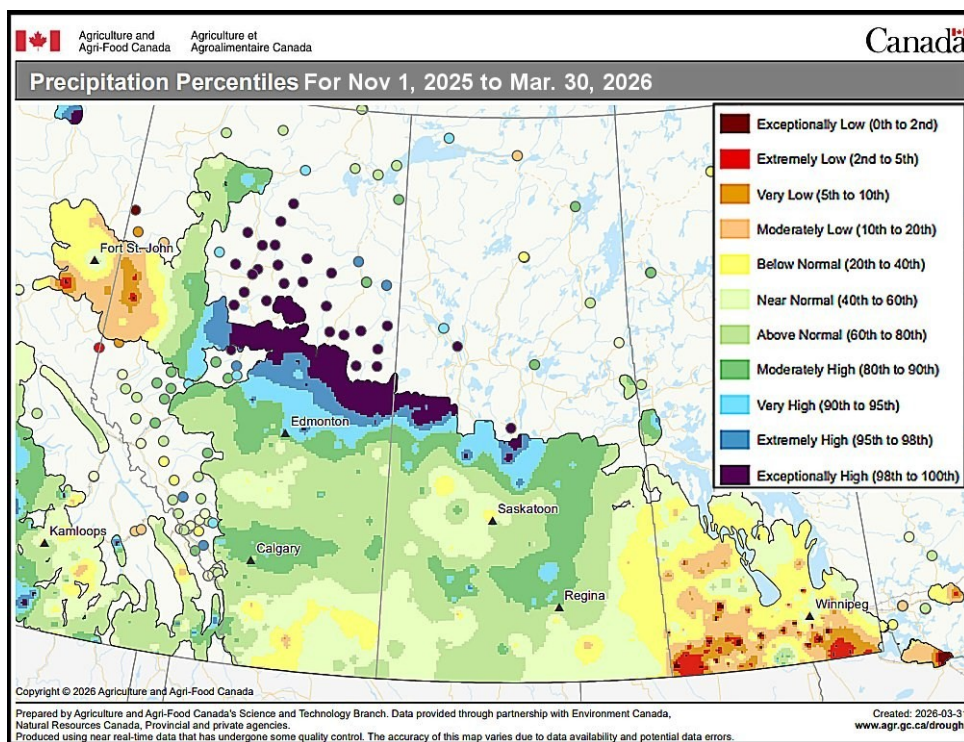 Agriculture and
Agri-Food Canada
Agriculture et
Agroalimentaire Canada
Canada
Precipitation Percentiles For Nov 1, 2025 to Mar. 30, 2026
Exceptionally Low (0th to 2nd)
Extremely Low (2nd to 5th)
Very Low (5th to 10th)
Moderately Low (10th to 20th)
Below Normal (20th to 40th)
Near Normal (40th to 60th)
Above Normal (60th to 80th)
Moderately High (80th to 90th)
Very High (90th to 95th)
Extremely High (95th to 98th)
Exceptionally High (98th to 100th)
Fort St. John
Edmonton
Saskatoon
Kamloops
Calgary
Regina
Winnipeg
Copyright © 2026 Agriculture and Agri-Food Canada
Prepared by Agriculture and Agri-Food Canada's Science and Technology Branch. Data provided through partnership with Environment Canada,
Natural Resources Canada, Provincial and private agencies.
Produced using near real-time data that has undergone some quality control. The accuracy of this map varies due to data availability and potential data errors.
Created: 2026-03-31
www.agr.gc.ca/drough